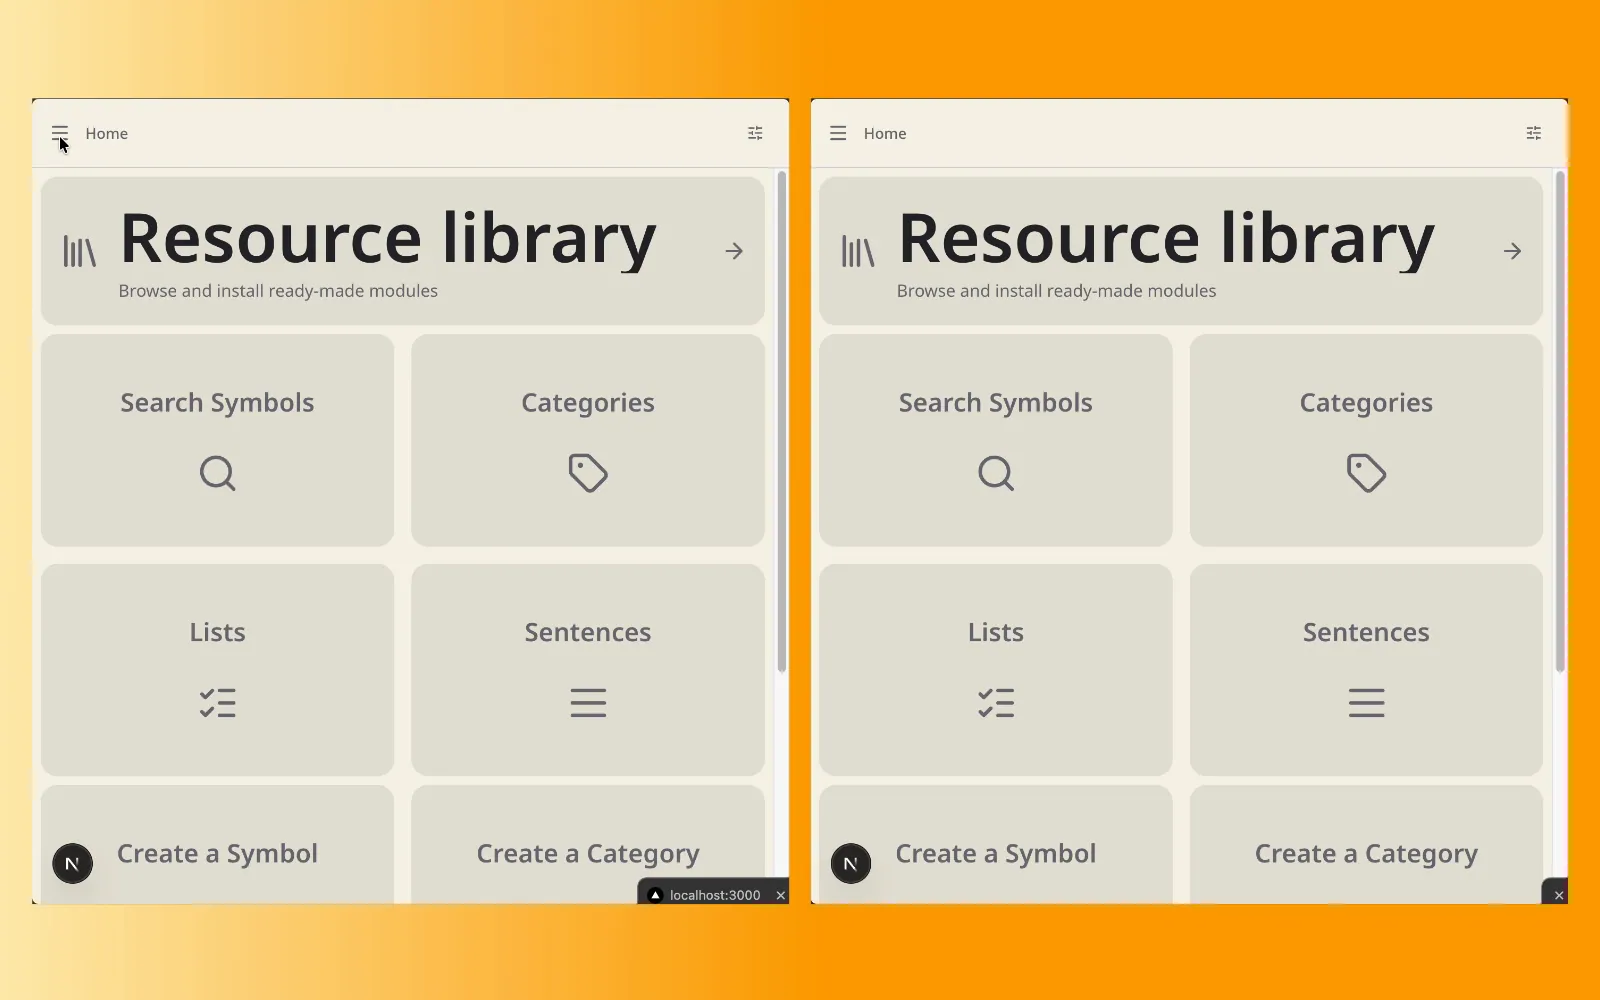 Home
Resource library
Browse and install ready-made modules
Search Symbols
Categories
Lists
Sentences
Create a Symbol
Create a Category
N
localhost:3000
Home
Resource library
Browse and install ready-made modules
Search Symbols
Categories
Lists
Sentences
Create a Symbol
Create a Category
N